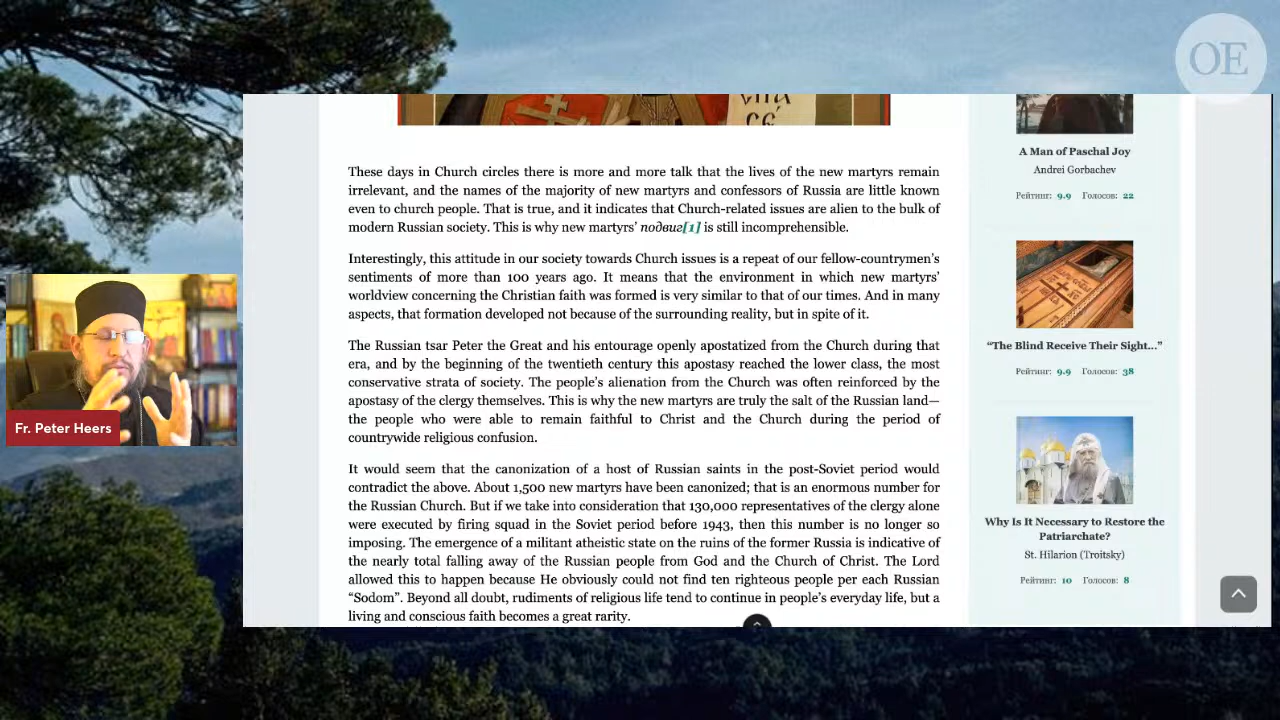 OE
ѵпа
сє
These days in Church circles there is more and more talk that the lives of the new martyrs remain
irrelevant, and the names of the majority of new martyrs and confessors of Russia are little known
even to church people. That is true, and it indicates that Church-related issues are alien to the bulk of
modern Russian society. This is why new martyrs’ подвиг[1] is still incomprehensible.
Interestingly, this attitude in our society towards Church issues is a repeat of our fellow-countrymen’s
sentiments of more than 100 years ago. It means that the environment in which new martyrs’
worldview concerning the Christian faith was formed is very similar to that of our times. And in many
aspects, that formation developed not because of the surrounding reality, but in spite of it.
The Russian tsar Peter the Great and his entourage openly apostatized from the Church during that
era, and by the beginning of the twentieth century this apostasy reached the lower class, the most
conservative strata of society. The people’s alienation from the Church was often reinforced by the
apostasy of the clergy themselves. This is why the new martyrs are truly the salt of the Russian land—
the people who were able to remain faithful to Christ and the Church during the period of
countrywide religious confusion.
It would seem that the canonization of a host of Russian saints in the post-Soviet period would
contradict the above. About 1,500 new martyrs have been canonized; that is an enormous number for
the Russian Church. But if we take into consideration that 130,000 representatives of the clergy alone
were executed by firing squad in the Soviet period before 1943, then this number is no longer so
imposing. The emergence of a militant atheistic state on the ruins of the former Russia is indicative of
the nearly total falling away of the Russian people from God and the Church of Christ. The Lord
allowed this to happen because He obviously could not find ten righteous people per each Russian
“Sodom”. Beyond all doubt, rudiments of religious life tend to continue in people’s everyday life, but a
living and conscious faith becomes a great rarity.
A Man of Paschal Joy
Andrei Gorbachev
Рейтинг: 9.9 Голосов: 22
“The Blind Receive Their Sight...”
Рейтинг: 9.9 Голосов: 38
Why Is It Necessary to Restore the
Patriarchate?
St. Hilarion (Troitsky)
Рейтинг: 10 Голосов: 8
Fr. Peter Heers